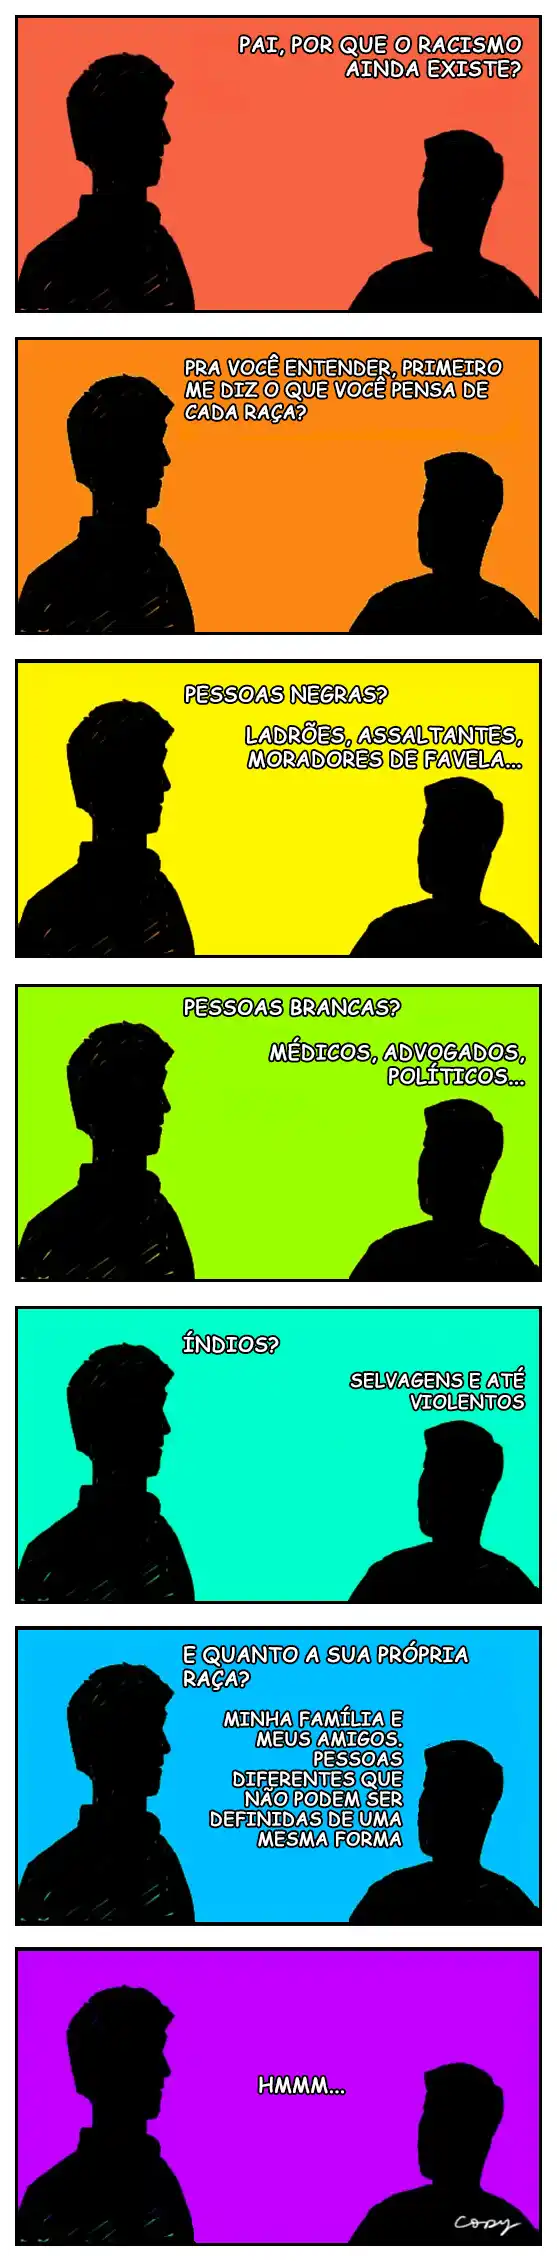 PAI, POR QUE O RACISMO
AINDA EXISTE?
PRA VOCÊ ENTENDER, PRIMEIRO
ME DIZ O QUE VOCÊ PENSA DE
CADA RAÇA?
PESSOAS NEGRAS?
LADRÕES, ASSALTANTES,
MORADORES DE FAVELA...
PESSOAS BRANCAS?
MÉDICOS, ADVOGADOS,
POLÍTICOS...
ÍNDIOS?
SELVAGENS E ATÉ
VIOLENTOS
E QUANTO A SUA PRÓPRIA
RAÇA?
MINHA FAMÍLIA E
MEUS AMIGOS.
PESSOAS
DIFERENTES QUE
NÃO PODEM SER
DEFINIDAS DE UMA
MESMA FORMA
HMMM...
copy